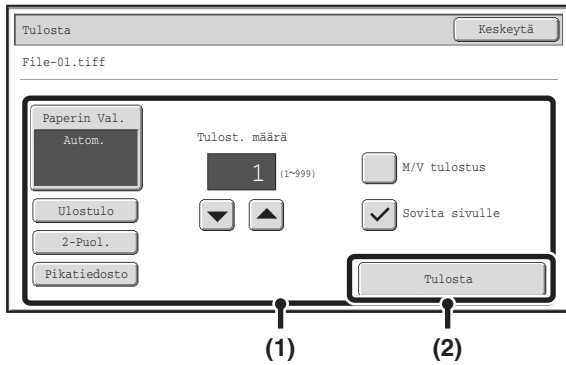 Tulosta
Keskeytä
File-01.tiff
Paperin Val.
Autom.
Tulost. määrä
1 (1~999)
M/V tulostus
Ulostulo
Sovita sivulle
2-Puol.
Pikatiedosto
Tulosta
(1)
(2)